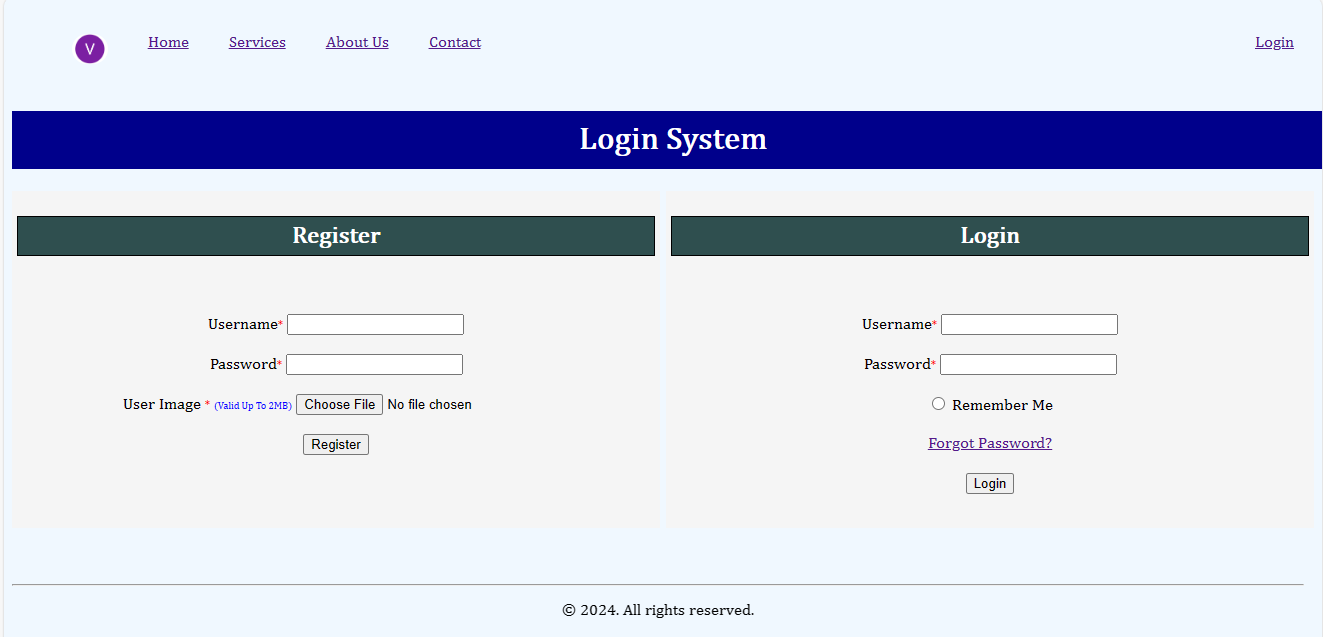 V Home Services About Us Contact Login
Login System
Register
Username*
Password*
User Image * (Valid Up To 2MB) Choose File No file chosen
Register
Login
Username*
Password*
Remember Me
Forgot Password?
Login
© 2024. All rights reserved.